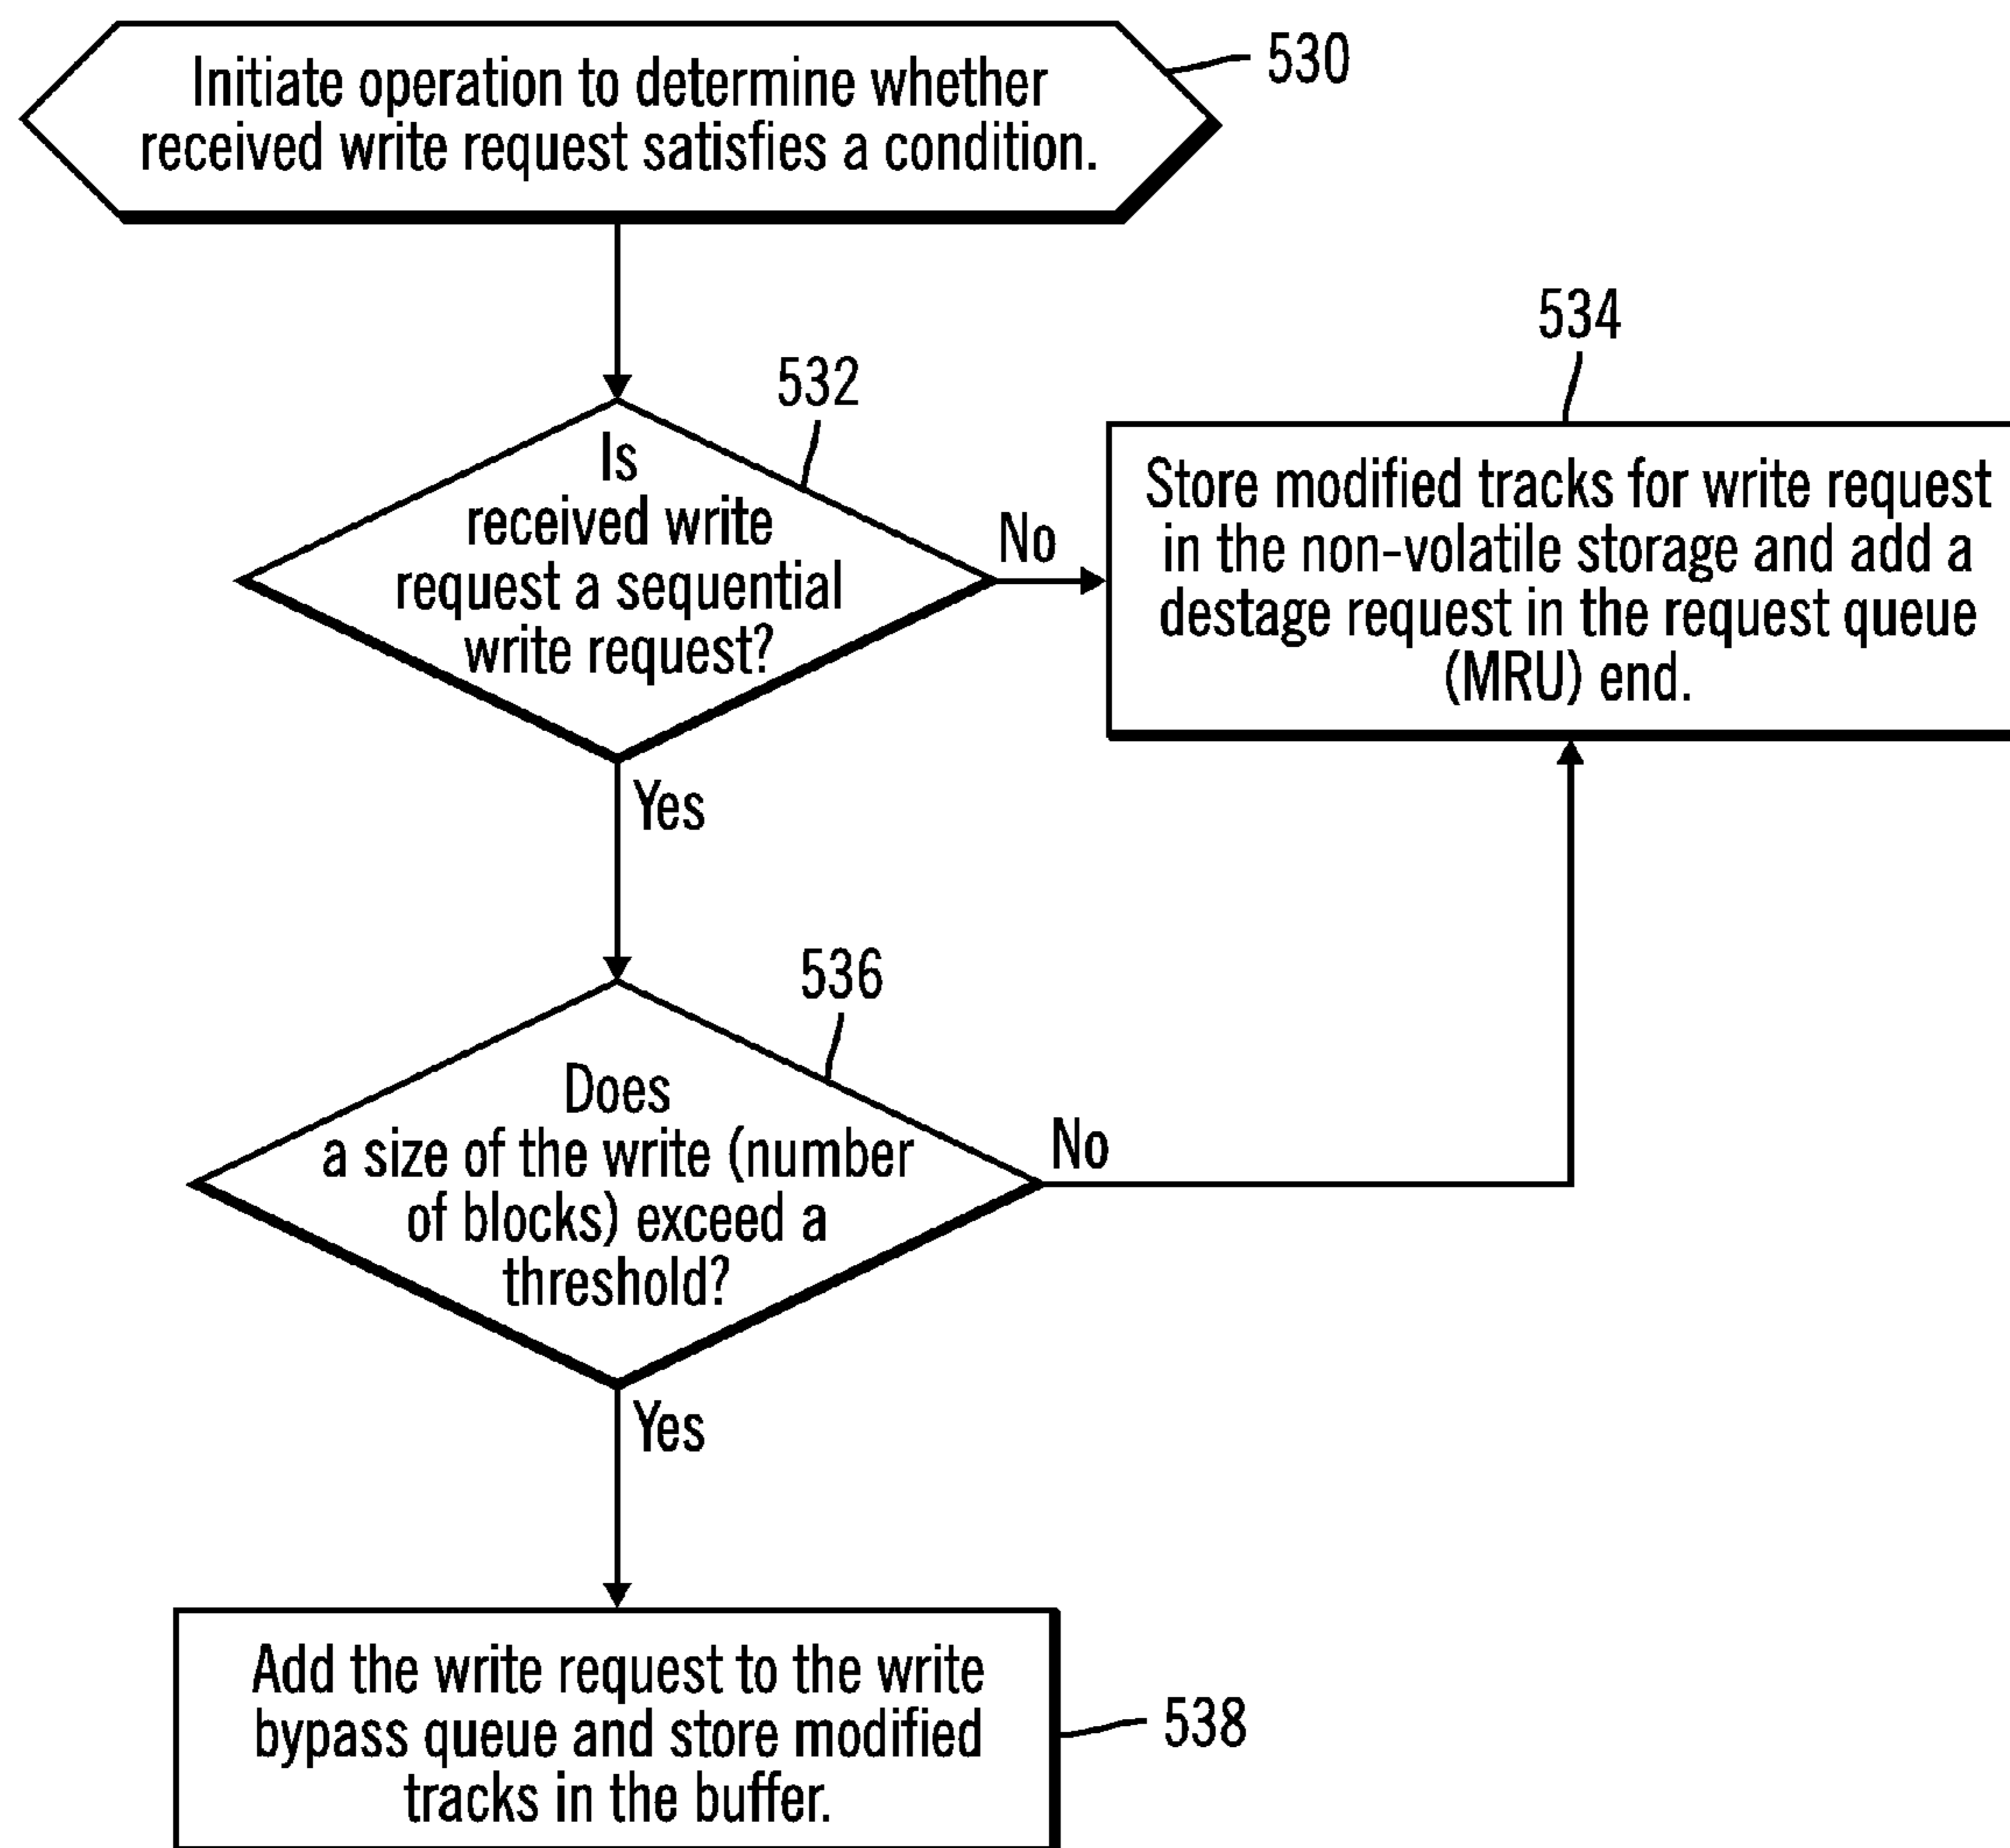 Initiate operation to determine whether
received write request satisfies a condition.
530
532
Is
received write
request a sequential
write request?
No
Yes
534
Store modified tracks for write request
in the non-volatile storage and add a
destage request in the request queue
(MRU) end.
536
Does
a size of the write (number
of blocks) exceed a
threshold?
No
Yes
Add the write request to the write
bypass queue and store modified
tracks in the buffer.
538